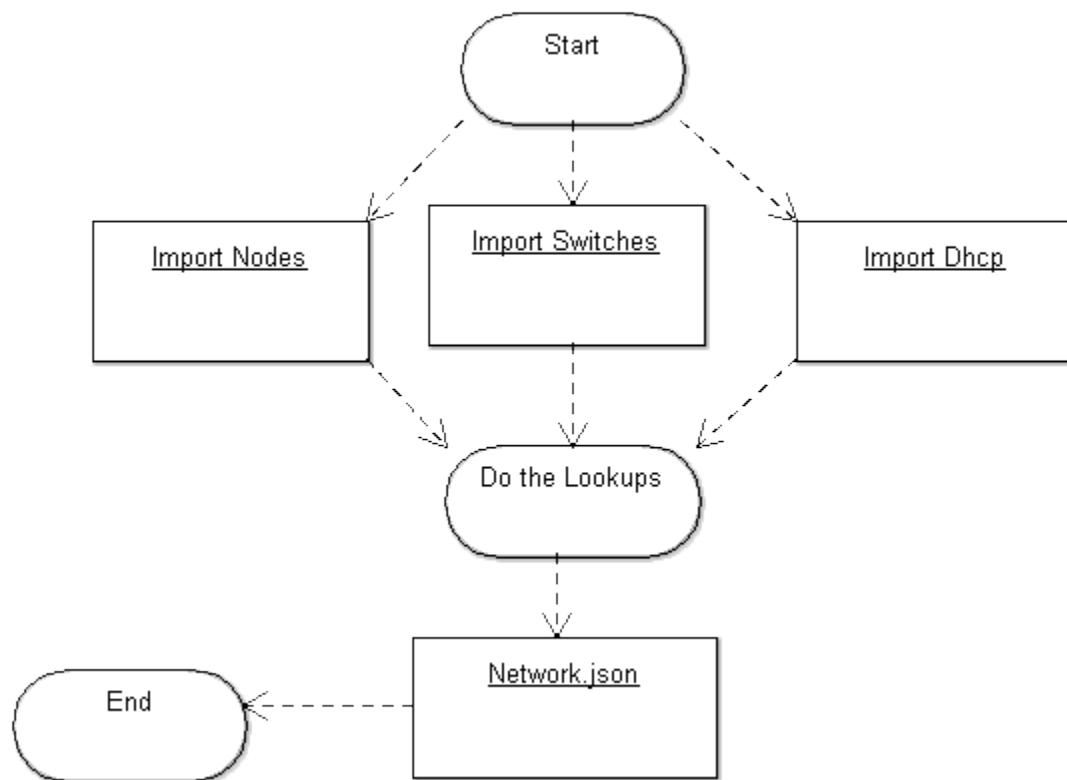 Start
Import Nodes
Import Switches
Import Dhcp
Do the Lookups
Network.json
End